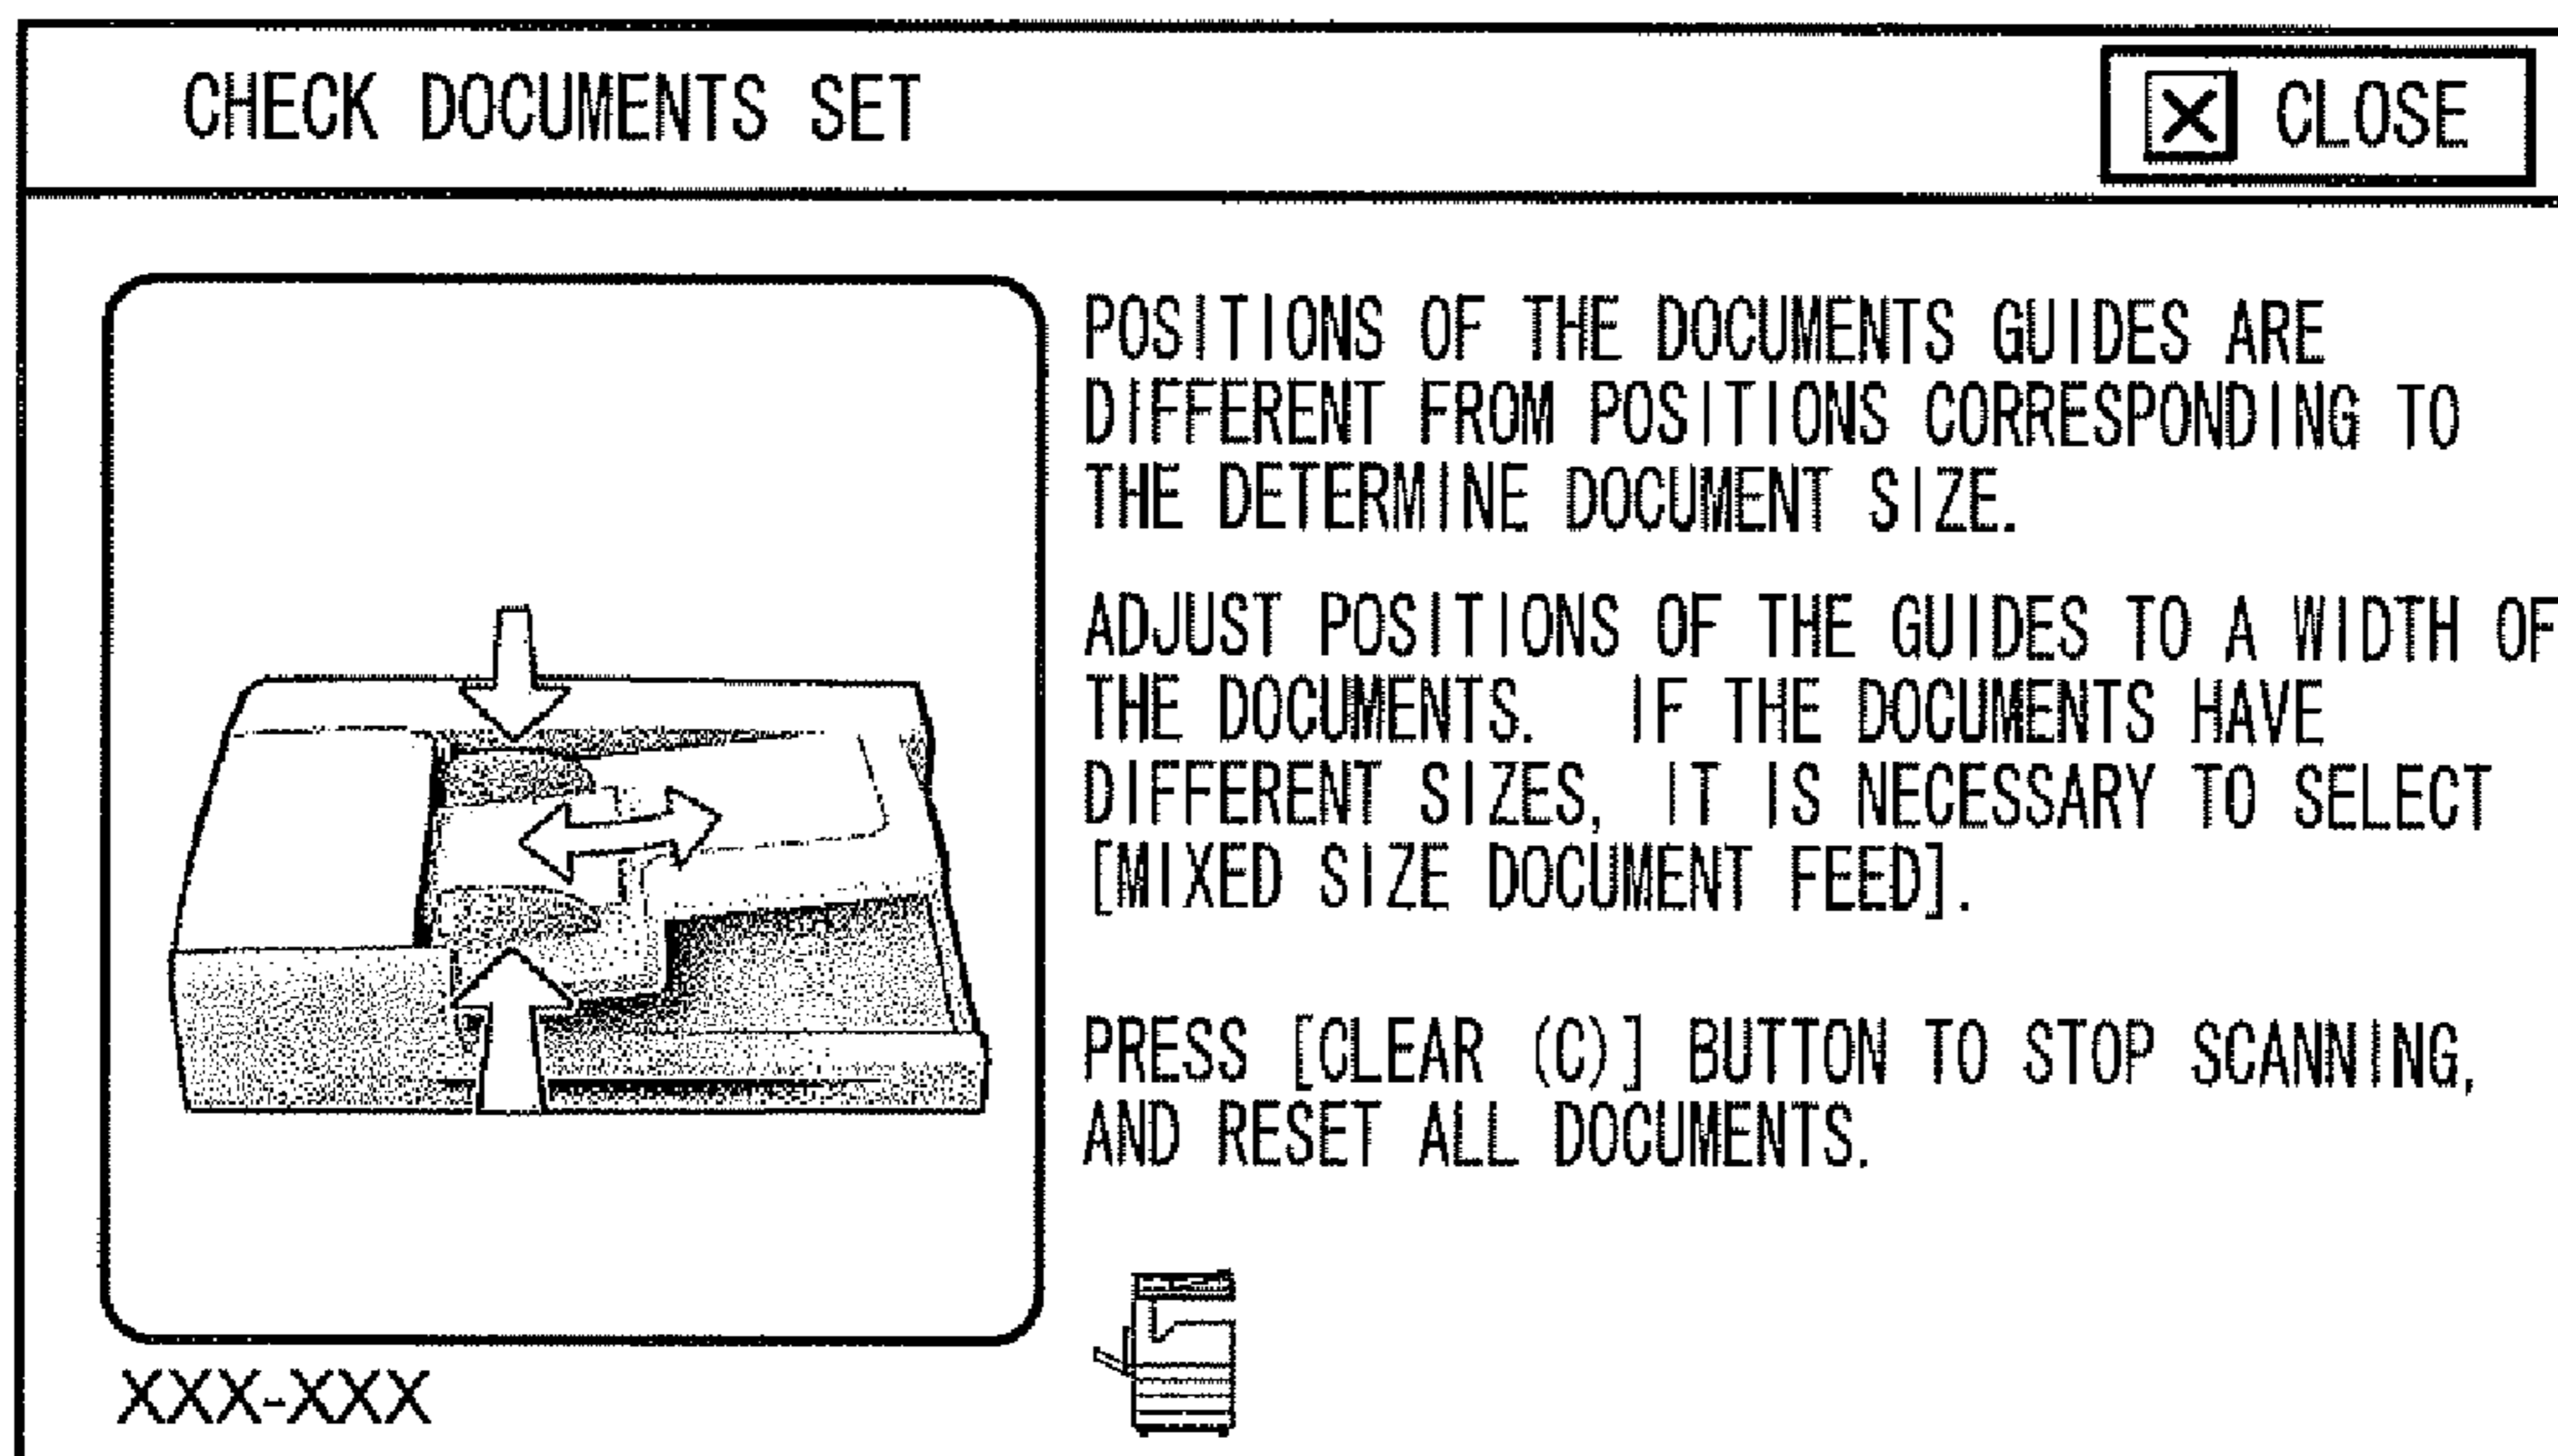 CHECK DOCUMENTS SET
CLOSE
POSITIONS OF THE DOCUMENTS GUIDES ARE
DIFFERENT FROM POSITIONS CORRESPONDING TO
THE DETERMINE DOCUMENT SIZE.
ADJUST POSITIONS OF THE GUIDES TO A WIDTH OF
THE DOCUMENTS. IF THE DOCUMENTS HAVE
DIFFERENT SIZES, IT IS NECESSARY TO SELECT
[MIXED SIZE DOCUMENT FEED].
PRESS [CLEAR (C)] BUTTON TO STOP SCANNING,
AND RESET ALL DOCUMENTS.
XXX-XXX